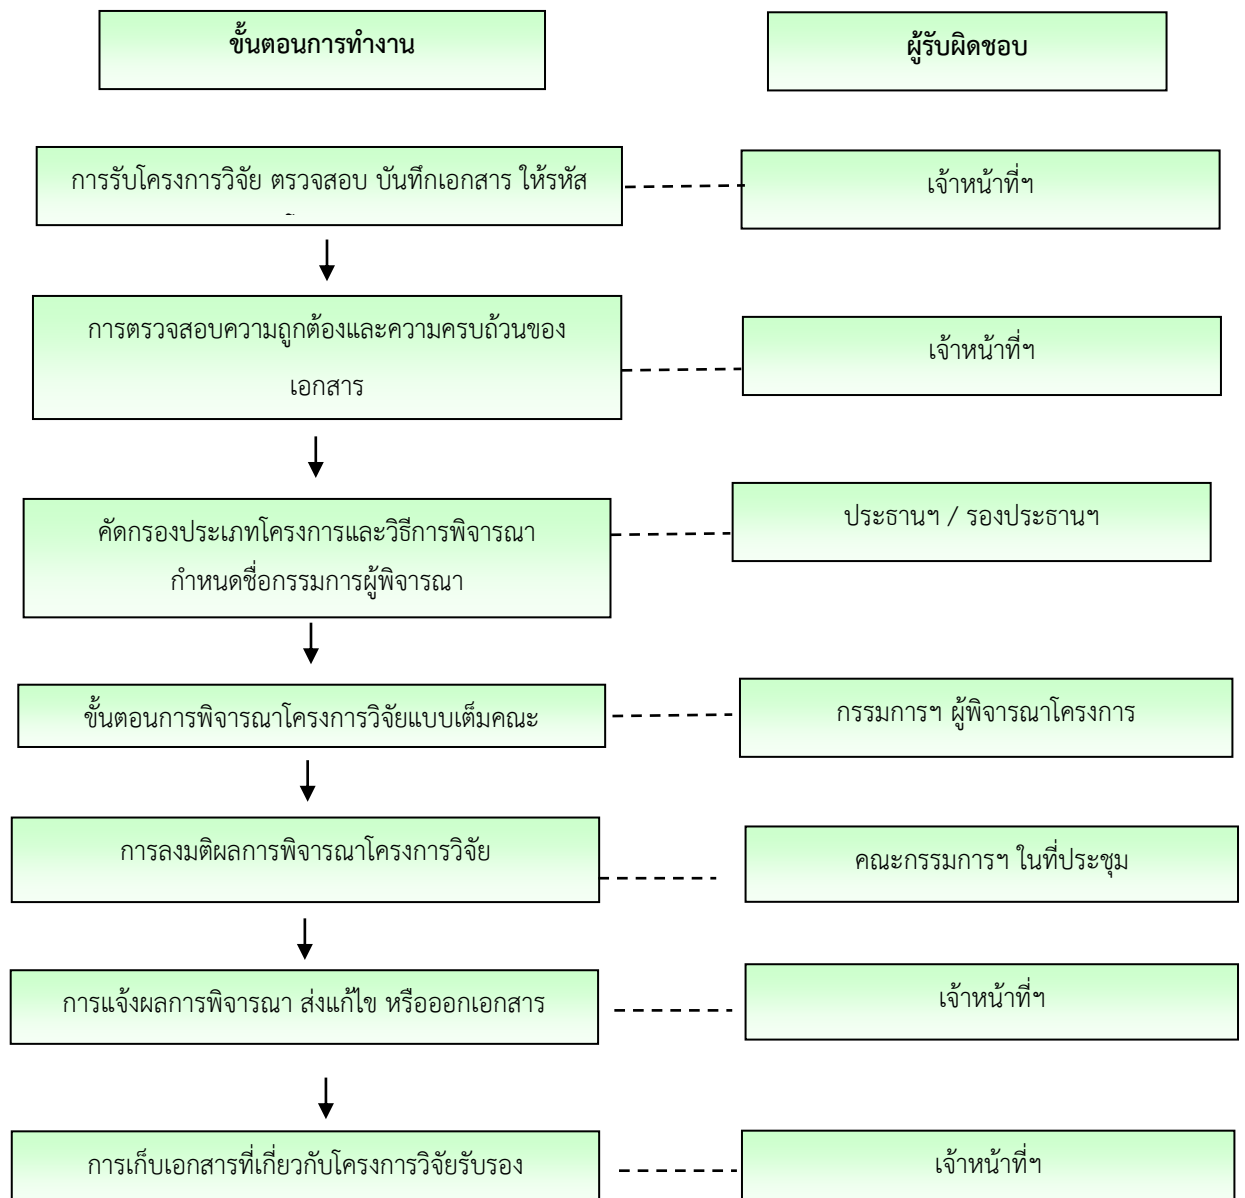 ขั้นตอนการทำงาน
ผู้รับผิดชอบ
การรับโครงการวิจัย ตรวจสอบ บันทึกเอกสาร ให้รหัส
เจ้าหน้าที่ฯ
การตรวจสอบความถูกต้องและความครบถ้วนของ
เอกสาร
เจ้าหน้าที่ฯ
คัดกรองประเภทโครงการและวิธีการพิจารณา
กำหนดชื่อกรรมการผู้พิจารณา
ประธานฯ / รองประธานฯ
ขั้นตอนการพิจารณาโครงการวิจัยแบบเต็มคณะ
กรรมการฯ ผู้พิจารณาโครงการ
การลงมติผลการพิจารณาโครงการวิจัย
คณะกรรมการฯ ในที่ประชุม
การแจ้งผลการพิจารณา ส่งแก้ไข หรือออกเอกสาร
เจ้าหน้าที่ฯ
การเก็บเอกสารที่เกี่ยวกับโครงการวิจัยรับรอง
เจ้าหน้าที่ฯ